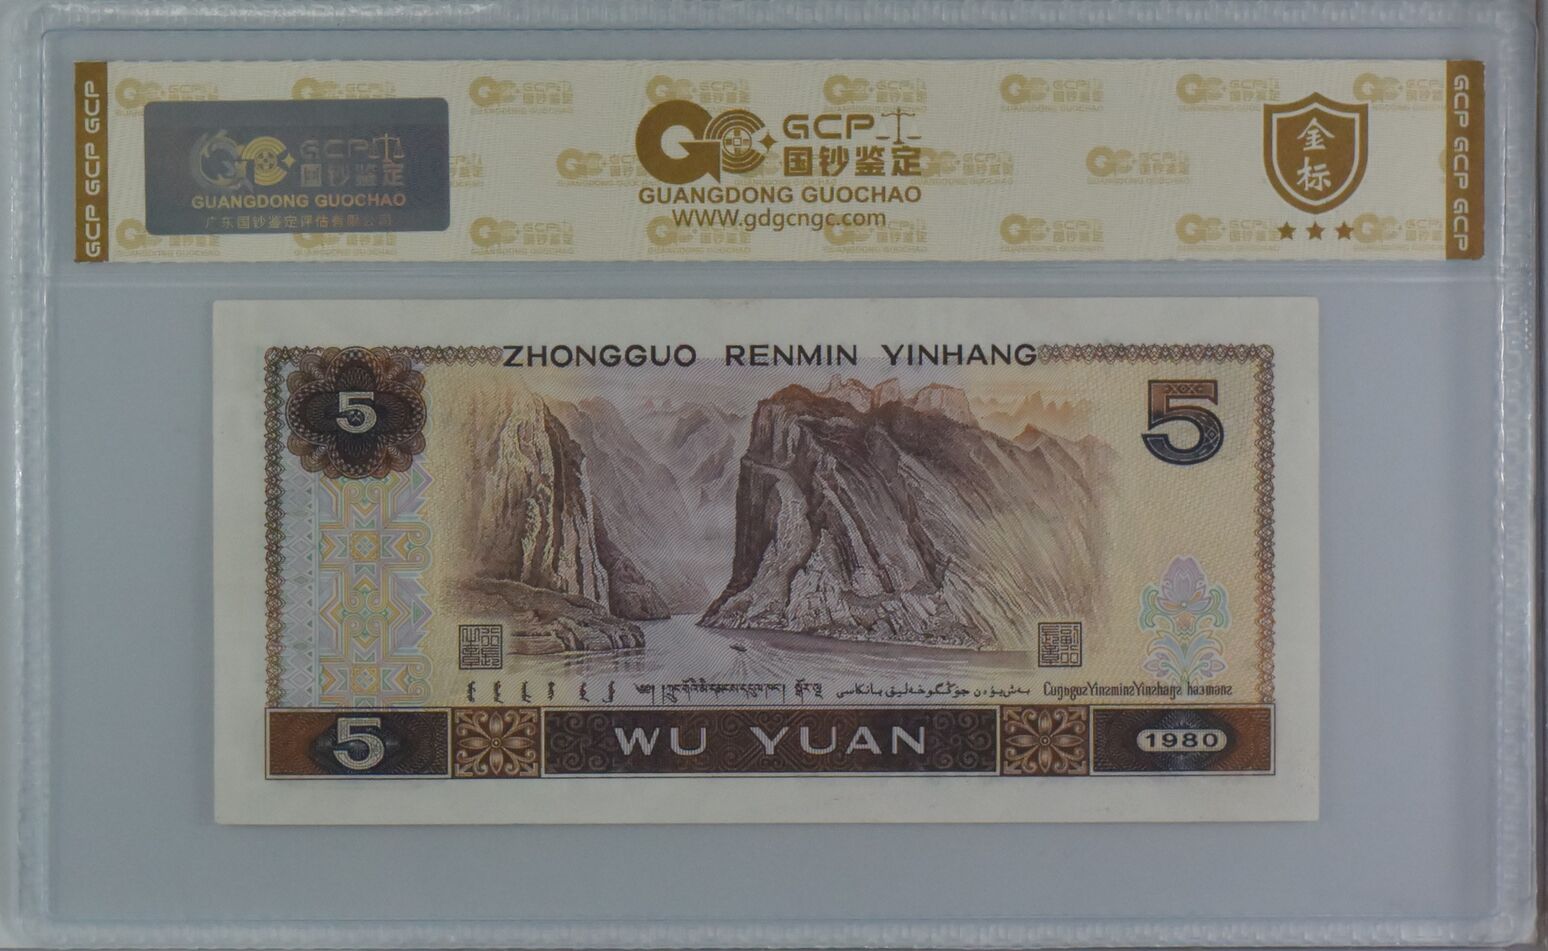 GCP GCP GCP
GCP 国钞鉴定
GUANGDONG GUOCHAO
广东国钞鉴定评估有限公司
GCP
国钞鉴定
GUANGDONG GUOCHAO
WWW.gdgcngc.com
金标
GCP GCP GCP
ZHONGGUO RENMIN YINHANG
5
5
5
WU YUAN
1980